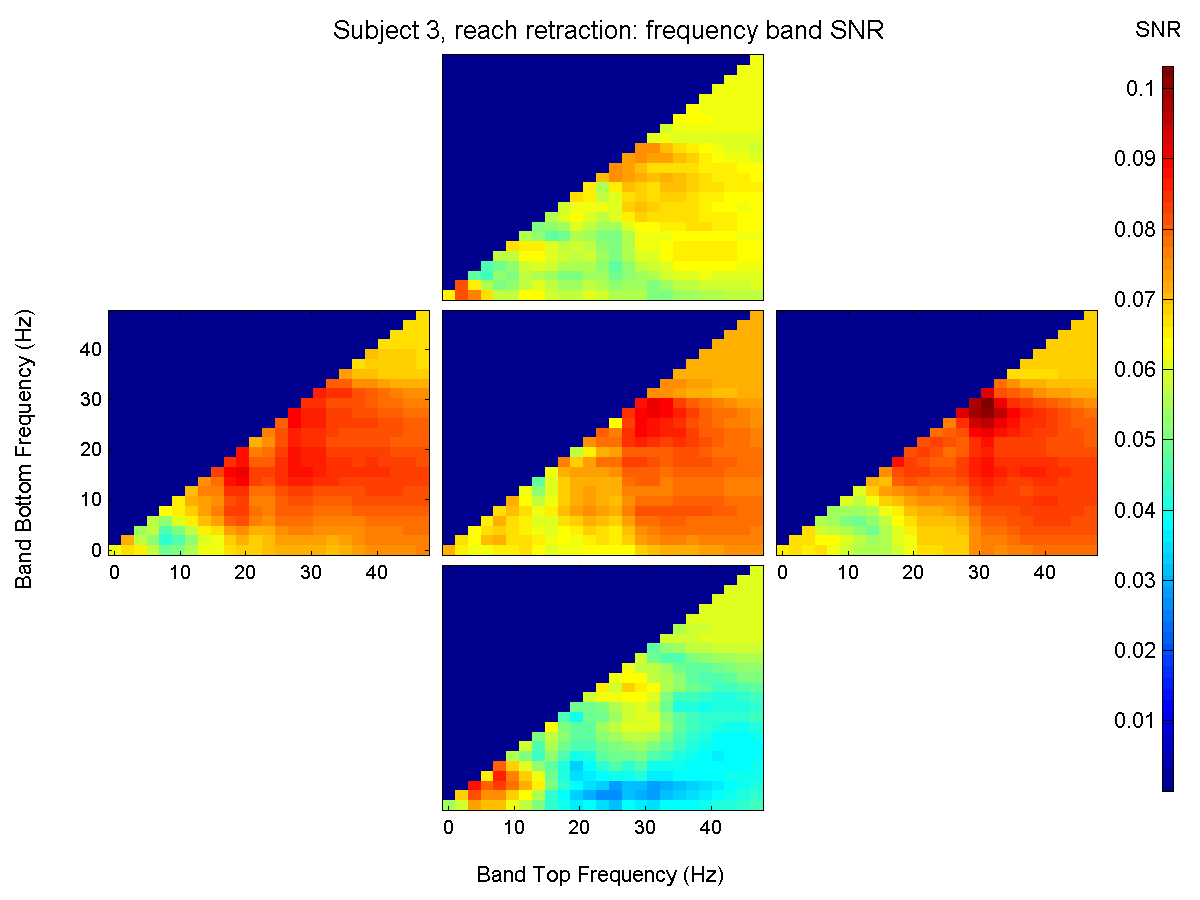 Subject 3, reach retraction: frequency band SNR
SNR
0.1
0.09
0.08
0.07
0.06
0.05
0.04
0.03
0.02
0.01
Band Bottom Frequency (Hz)
40
30
20
10
0
0 10 20 30 40
0 10 20 30 40
0 10 20 30 40
Band Top Frequency (Hz)